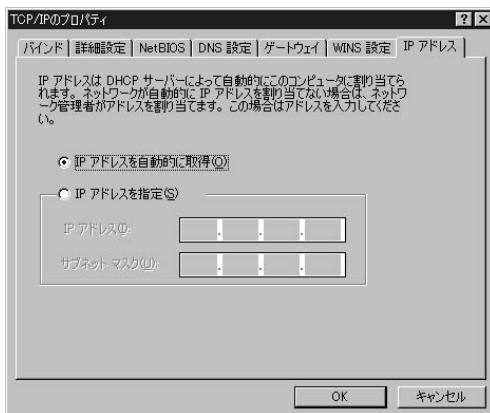 TCP/IPのプロパティ
バインド 詳細設定 NetBIOS DNS 設定 ゲートウェイ WINS 設定 IP アドレス
IP アドレスは DHCP サーバーによって自動的にこのコンピュータに割り当てら
れます。ネットワークが自動的に IP アドレスを割り当てない場合は、ネットワ
ーク管理者がアドレスを割り当てます。この場合はアドレスを入力してくださ
い。
IP アドレスを自動的に取得(O)
IP アドレスを指定(S)
IP アドレス(I):
. . .
サブネット マスク(U):
. . .
OK キャンセル